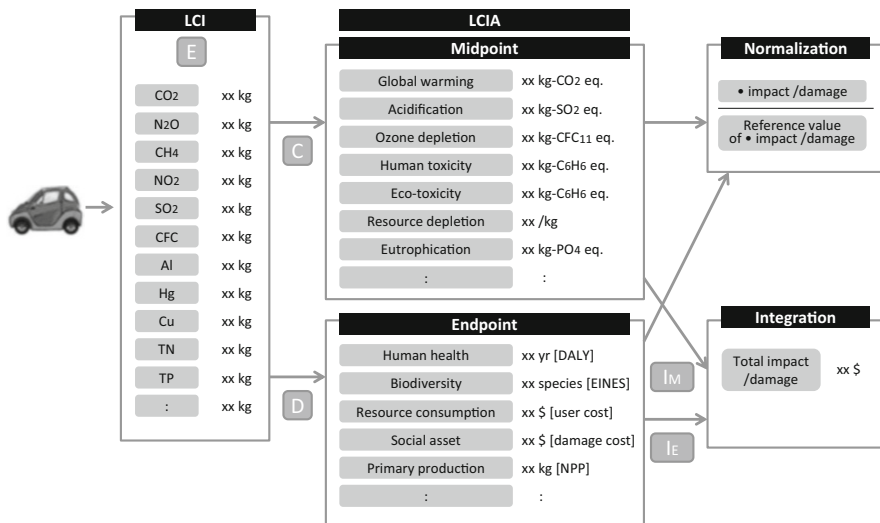 LCI
E
CO2 xx kg
N2O xx kg
CH4 xx kg
NO2 xx kg
SO2 xx kg
CFC xx kg
Al xx kg
Hg xx kg
Cu xx kg
TN xx kg
TP xx kg
: xx kg
C
D
LCIA
Midpoint
Global warming xx kg-CO2 eq.
Acidification xx kg-SO2 eq.
Ozone depletion xx kg-CFC11 eq.
Human toxicity xx kg-C6H6 eq.
Eco-toxicity xx kg-C6H6 eq.
Resource depletion xx /kg
Eutrophication xx kg-PO4 eq.
: :
Endpoint
Human health xx yr [DALY]
Biodiversity xx species [EINES]
Resource consumption xx $ [user cost]
Social asset xx $ [damage cost]
Primary production xx kg [NPP]
: :
IM
IE
Normalization
• impact /damage
Reference value
of • impact /damage
Integration
Total impact
/damage
xx $